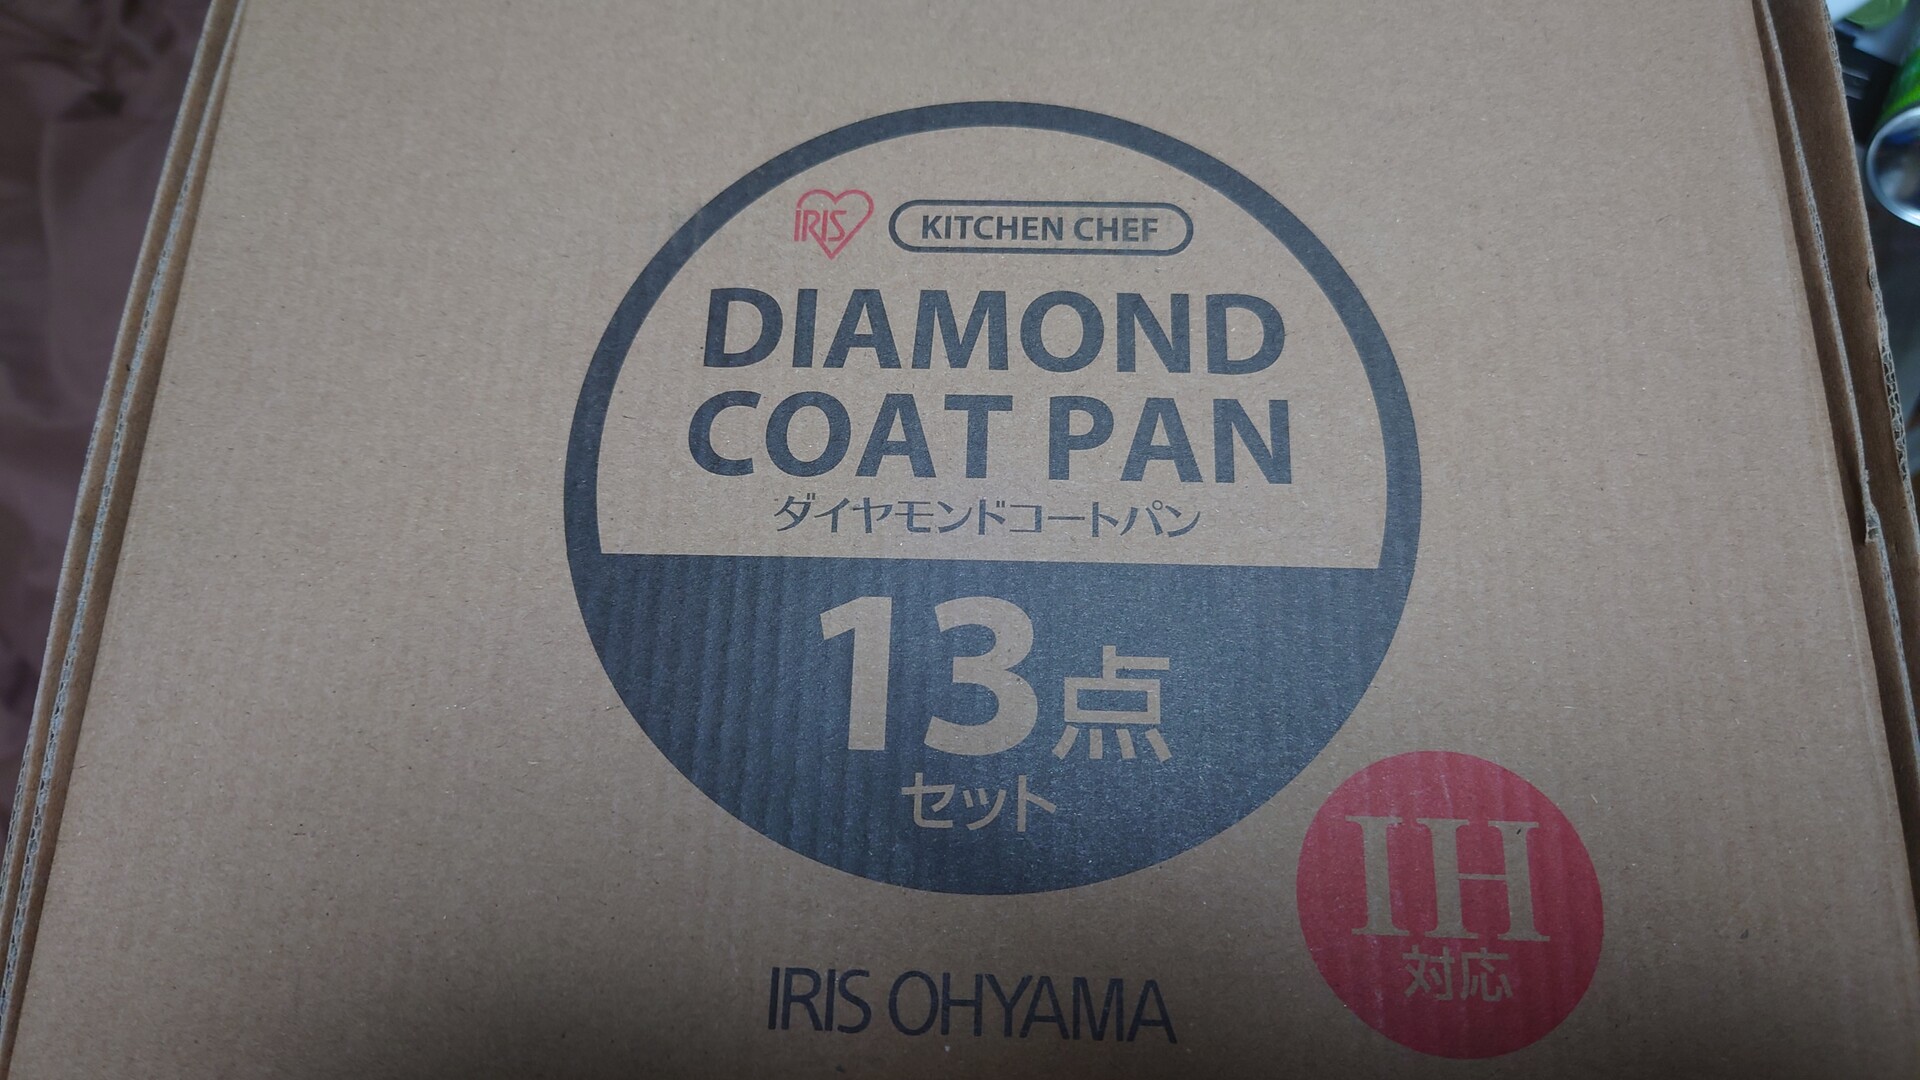 IRIS KITCHEN CHEF
DIAMOND
COAT PAN
ダイヤモンドコートパン
13点
セット
IH
対応
IRIS OHYAMA